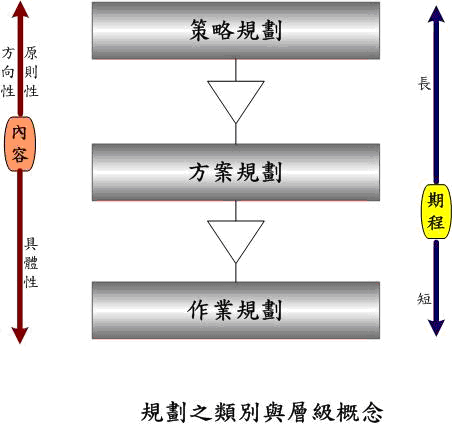 策略規劃
方案規劃
作業規劃
原則性
方向性
內容
具體性
長
期程
短
規劃之類別與層級概念